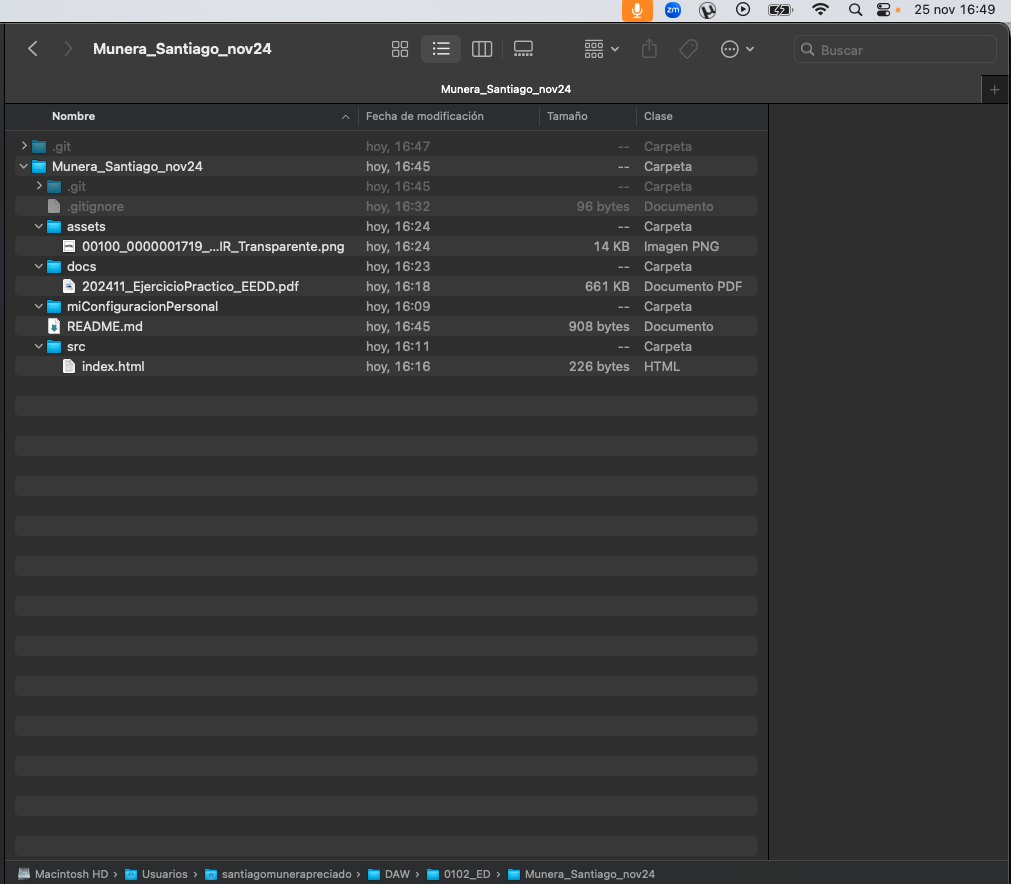 zm
25 nov 16:49
Munera_Santiago_nov24
Buscar
Munera_Santiago_nov24
Nombre Fecha de modificación Tamaño Clase
.git hoy, 16:47 -- Carpeta
Munera_Santiago_nov24 hoy, 16:45 -- Carpeta
.git hoy, 16:45 -- Carpeta
.gitignore hoy, 16:32 96 bytes Documento
assets hoy, 16:24 -- Carpeta
00100_0000001719_...IR_Transparente.png hoy, 16:24 14 KB Imagen PNG
docs hoy, 16:23 -- Carpeta
202411_EjercicioPractico_EEDD.pdf hoy, 16:18 661 KB Documento PDF
miConfiguracionPersonal hoy, 16:09 -- Carpeta
README.md hoy, 16:45 908 bytes Documento
src hoy, 16:11 -- Carpeta
index.html hoy, 16:16 226 bytes HTML
Macintosh HD › Usuarios › santiagomunerapreciado › DAW › 0102_ED › Munera_Santiago_nov24